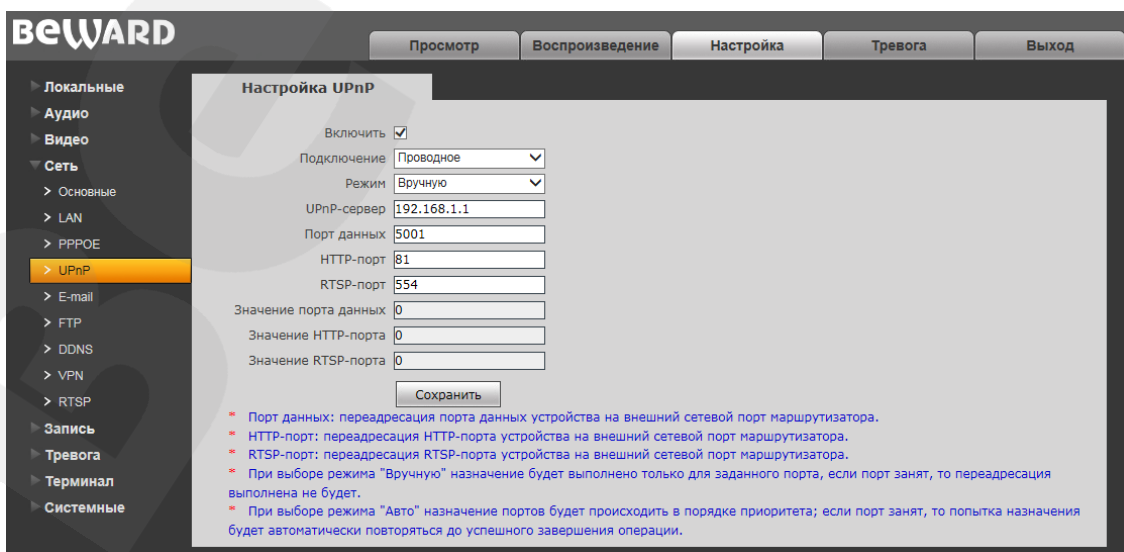 BEWARD
Просмотр Воспроизведение Настройка Тревога Выход
Локальные
Аудио
Видео
Сеть
Основные
LAN
PPPOE
UPnP
E-mail
FTP
DDNS
VPN
RTSP
Запись
Тревога
Терминал
Системные
Настройка UPnP
Включить
Подключение Проводное
Режим Вручную
UPnP-сервер 192.168.1.1
Порт данных 5001
HTTP-порт 81
RTSP-порт 554
Значение порта данных 0
Значение HTTP-порта 0
Значение RTSP-порта 0
Сохранить
* Порт данных: переадресация порта данных устройства на внешний сетевой порт маршрутизатора.
* HTTP-порт: переадресация HTTP-порта устройства на внешний сетевой порт маршрутизатора.
* RTSP-порт: переадресация RTSP-порта устройства на внешний сетевой порт маршрутизатора.
* При выборе режима "Вручную" назначение будет выполнено только для заданного порта, если порт занят, то переадресация
выполнена не будет.
* При выборе режима "Авто" назначение портов будет происходить в порядке приоритета; если порт занят, то попытка назначения
будет автоматически повторяться до успешного завершения операции.